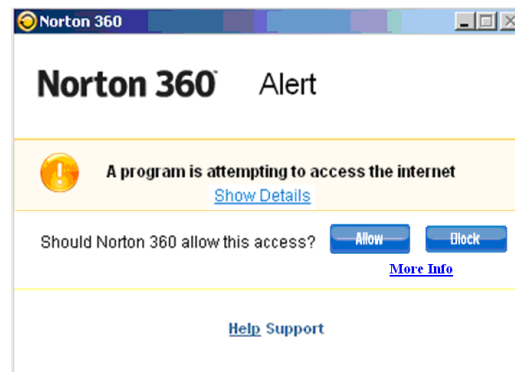 Norton 360
Norton 360™ Alert
A program is attempting to access the internet
Show Details
Should Norton 360 allow this access? Allow Block
More Info
Help Support